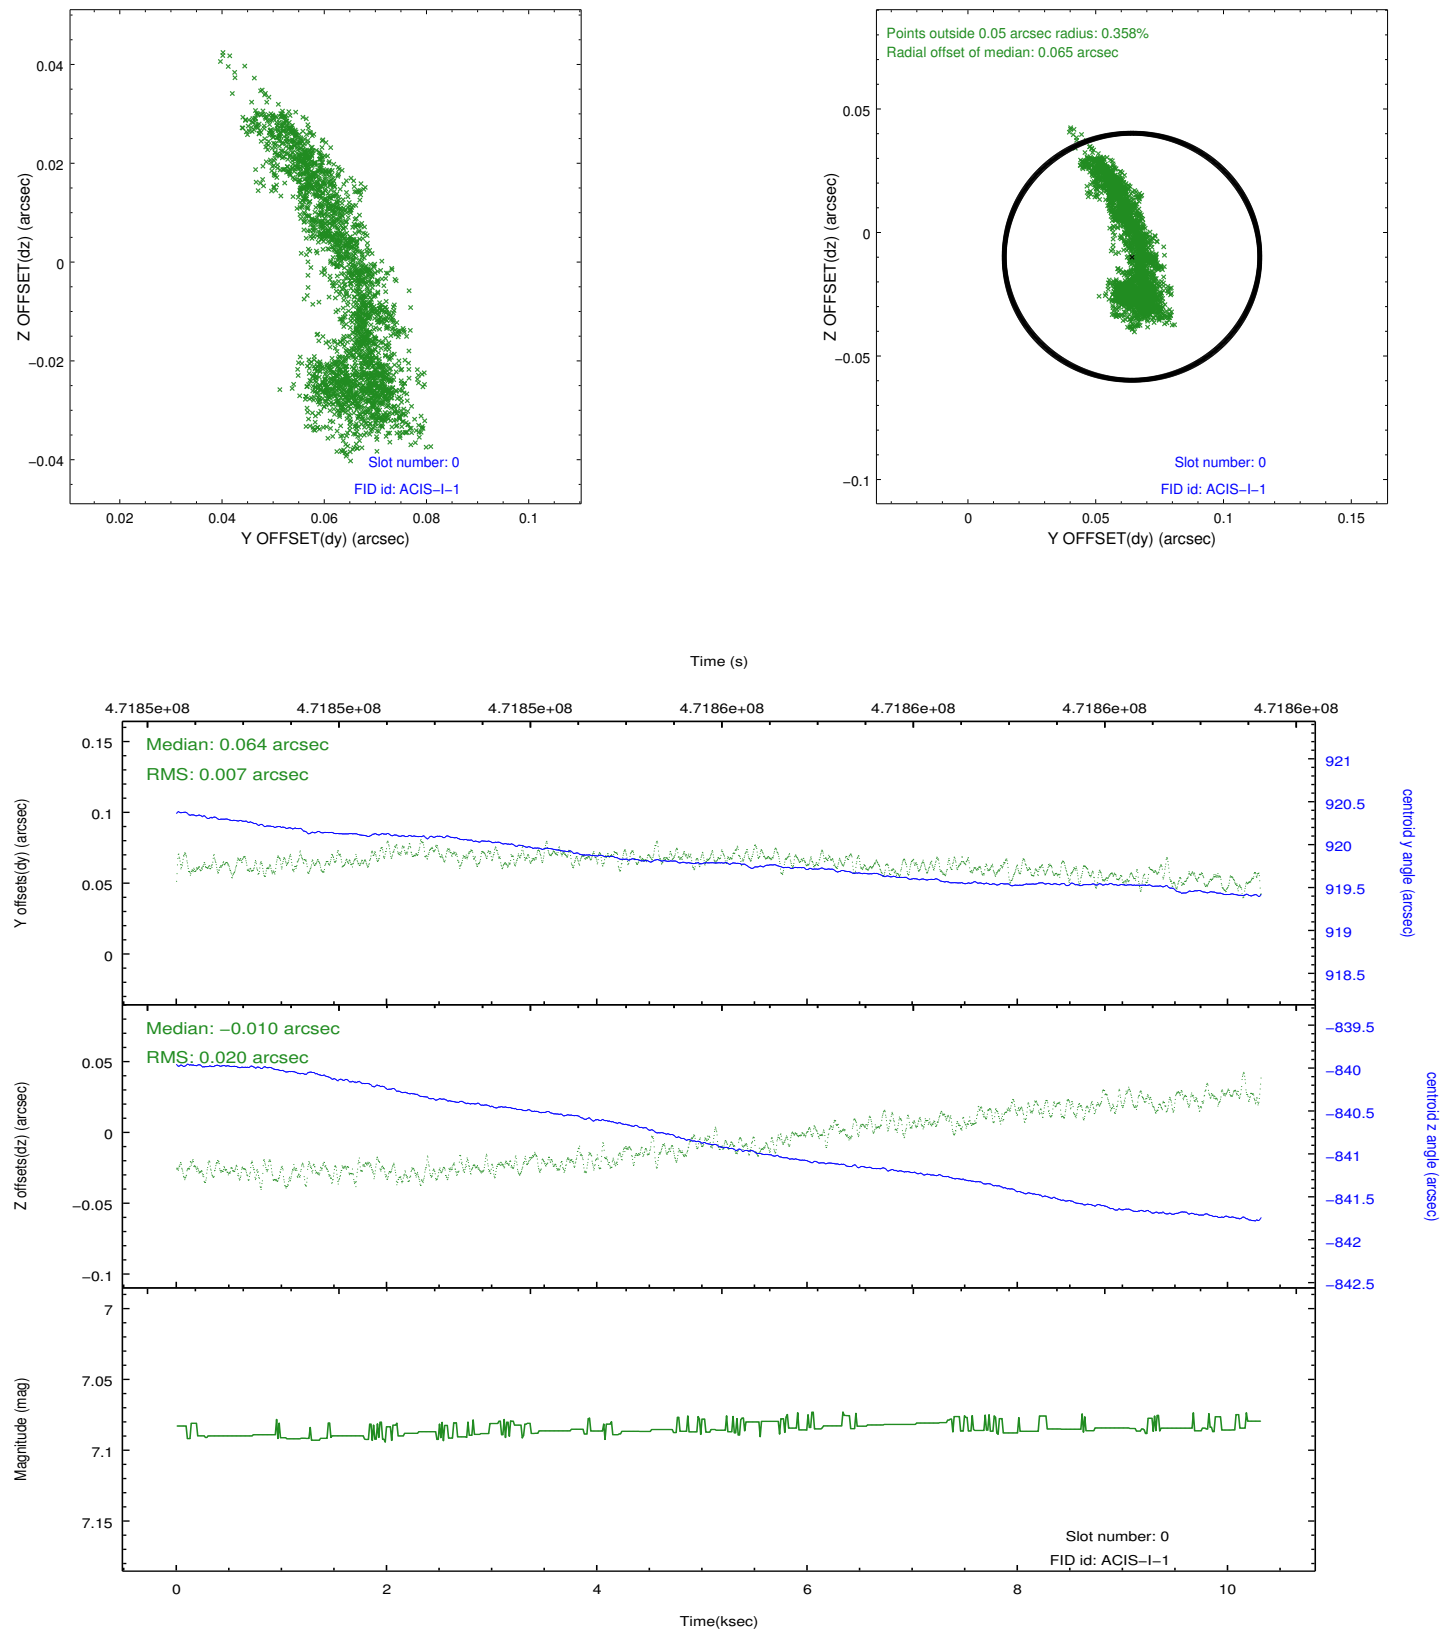 0.04
0.02
0
−0.02
−0.04
Z OFFSET(dz) (arcsec)
Slot number: 0
FID id: ACIS−I−1
0.02 0.04 0.06 0.08 0.1
Y OFFSET(dy) (arcsec)
Points outside 0.05 arcsec radius: 0.358%
Radial offset of median: 0.065 arcsec
0.05
0
−0.05
−0.1
Z OFFSET(dz) (arcsec)
Slot number: 0
FID id: ACIS−I−1
0 0.05 0.1 0.15
Y OFFSET(dy) (arcsec)
Time (s)
4.7185e+08 4.7185e+08 4.7185e+08 4.7186e+08 4.7186e+08 4.7186e+08 4.7186e+08
Median: 0.064 arcsec
RMS: 0.007 arcsec
0.15
0.1
0.05
0
Y offsets(dy) (arcsec)
921
920.5
920
919.5
919
918.5
centroid y angle (arcsec)
Median: −0.010 arcsec
RMS: 0.020 arcsec
0.05
0
−0.05
−0.1
Z offsets(dz) (arcsec)
−839.5
−840
−840.5
−841
−841.5
−842
−842.5
centroid z angle (arcsec)
7
7.05
7.1
7.15
Magnitude (mag)
Slot number: 0
FID id: ACIS−I−1
0 2 4 6 8 10
Time(ksec)